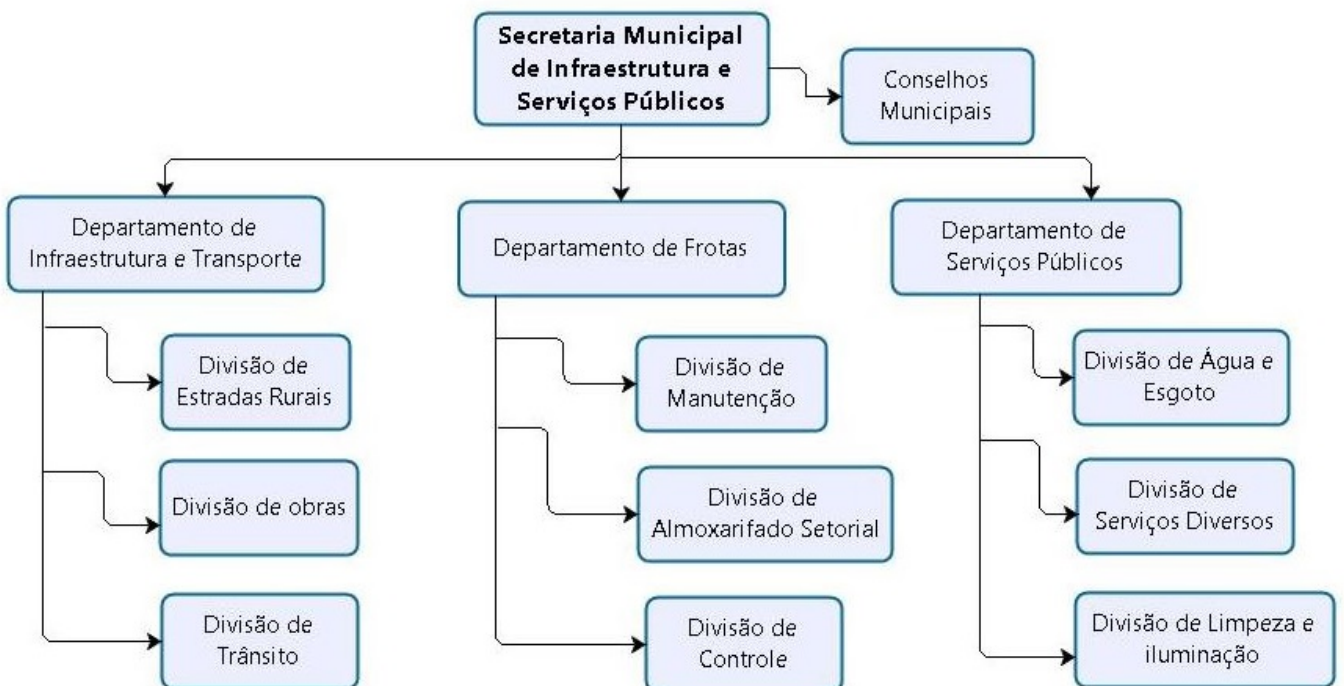 Secretaria Municipal
de Infraestrutura e
Serviços Públicos
Conselhos
Municipais
Departamento de
Infraestrutura e Transporte
Departamento de Frotas
Departamento de
Serviços Públicos
Divisão de
Estradas Rurais
Divisão de obras
Divisão de
Trânsito
Divisão de
Manutenção
Divisão de
Almoxarifado Setorial
Divisão de
Controle
Divisão de Água e
Esgoto
Divisão de
Serviços Diversos
Divisão de Limpeza e
iluminação